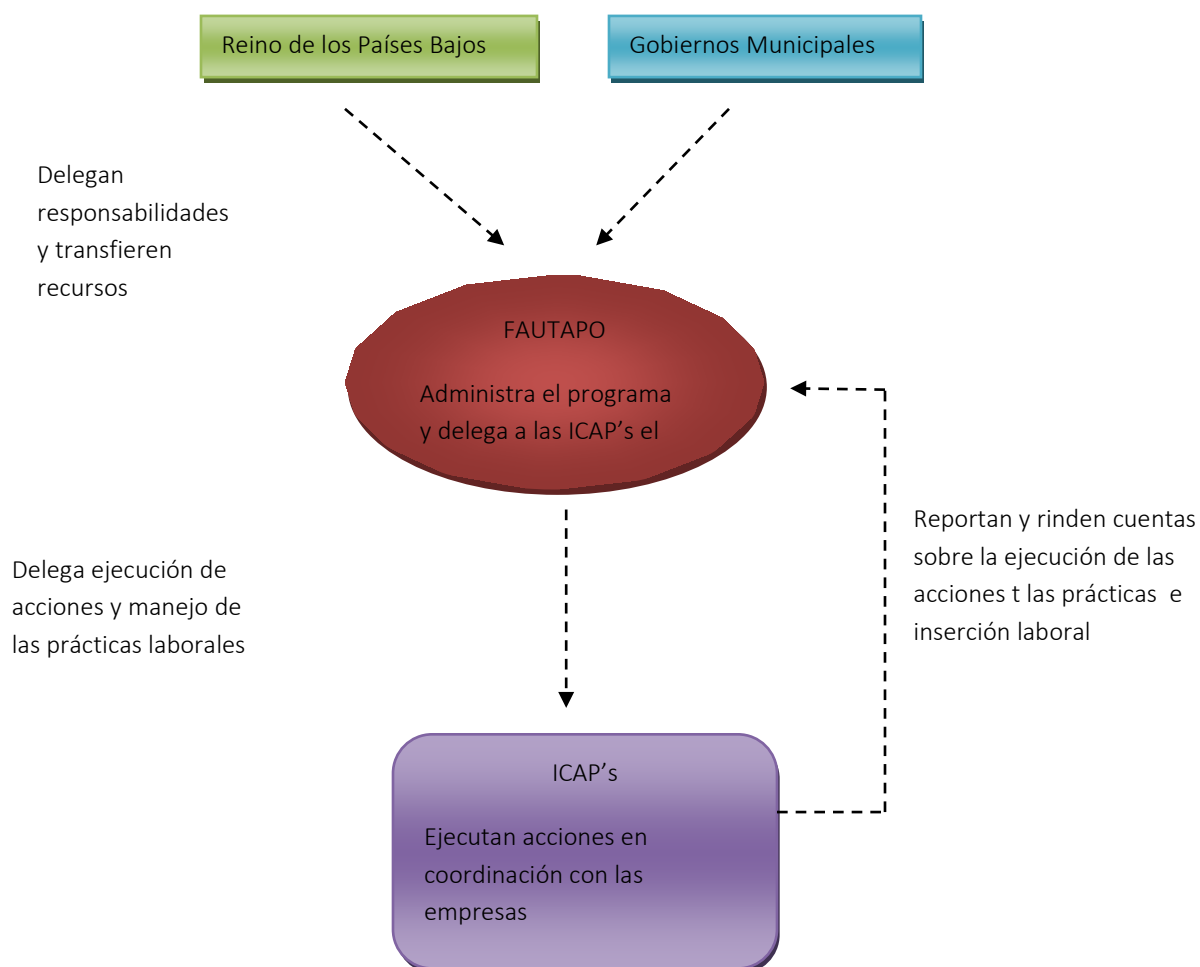 Reino de los Países Bajos
Gobiernos Municipales
Delegan
responsabilidades
y transfieren
recursos
FAUTAPO
Administra el programa
y delega a las ICAP’s el
Delega ejecución de
acciones y manejo de
las prácticas laborales
Reportan y rinden cuentas
sobre la ejecución de las
acciones t las prácticas e
inserción laboral
ICAP’s
Ejecutan acciones en
coordinación con las
empresas